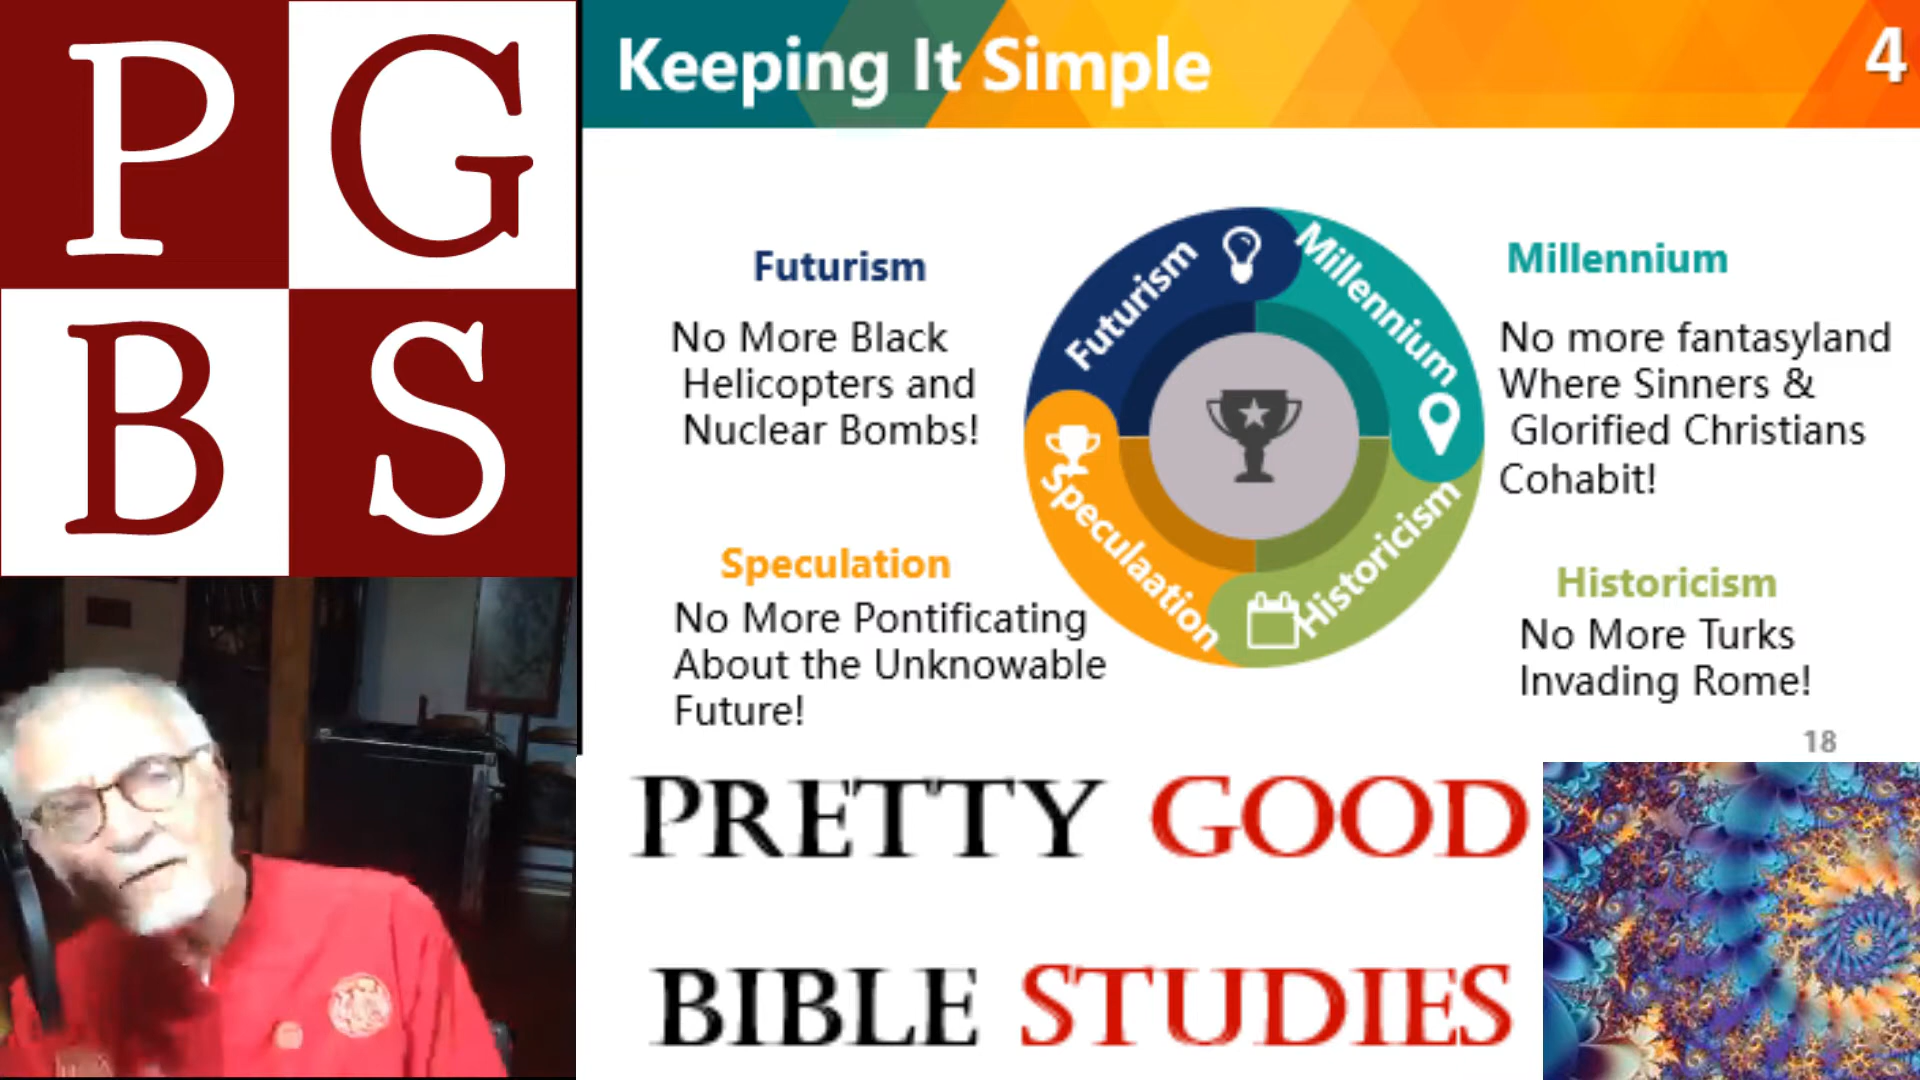 P G
B S
Keeping It Simple
4
Futurism
No More Black
Helicopters and
Nuclear Bombs!
Millennium
No more fantasyland
Where Sinners &
Glorified Christians
Cohabit!
Futurism
Millennium
Speculaation
Historicism
Speculation
No More Pontificating
About the Unknowable
Future!
Historicism
No More Turks
Invading Rome!
18
PRETTY GOOD
BIBLE STUDIES